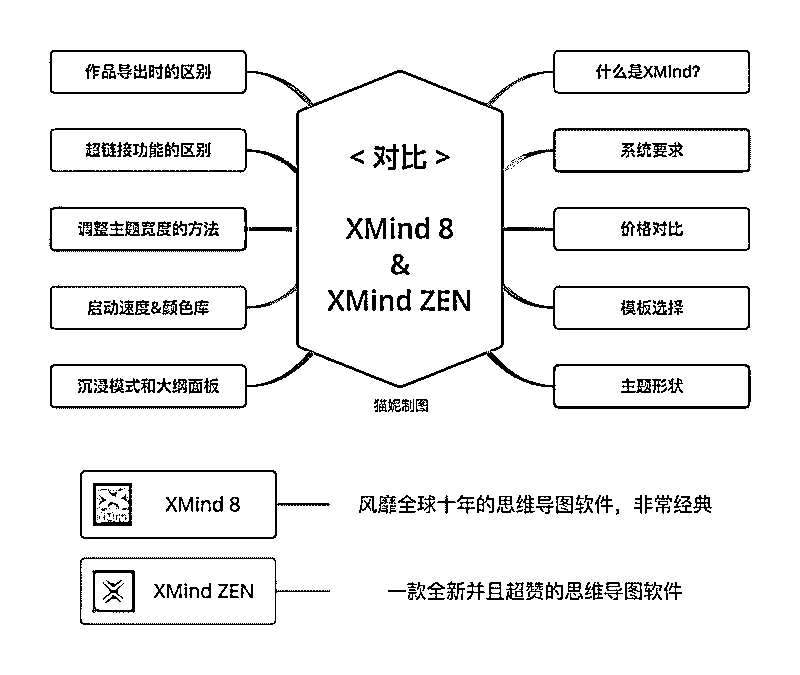 作品导出时的区别
超链接功能的区别
调整主题宽度的方法
启动速度&颜色库
沉浸模式和大纲面板
< 对比 >
XMind 8
&
XMind ZEN
猫妮制图
什么是XMind?
系统要求
价格对比
模板选择
主题形状
XMind 8
风靡全球十年的思维导图软件，非常经典
XMind ZEN
一款全新并且超赞的思维导图软件